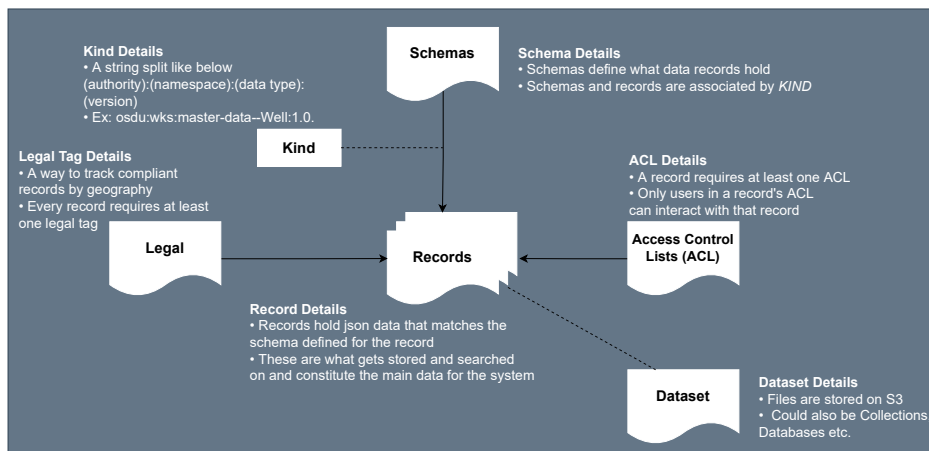 Kind Details
• A string split like below
(authority):(namespace):(data type):
(version)
• Ex: osdu:wks:master-data--Well:1.0.
Schemas
Schema Details
• Schemas define what data records hold
• Schemas and records are associated by KIND
Kind
Legal Tag Details
• A way to track compliant
records by geography
• Every record requires at least
one legal tag
Legal
Records
ACL Details
• A record requires at least one ACL
• Only users in a record's ACL
can interact with that record
Access Control
Lists (ACL)
Record Details
• Records hold json data that matches the
schema defined for the record
• These are what gets stored and searched
on and constitute the main data for the system
Dataset
Dataset Details
• Files are stored on S3
• Could also be Collections
Databases etc.